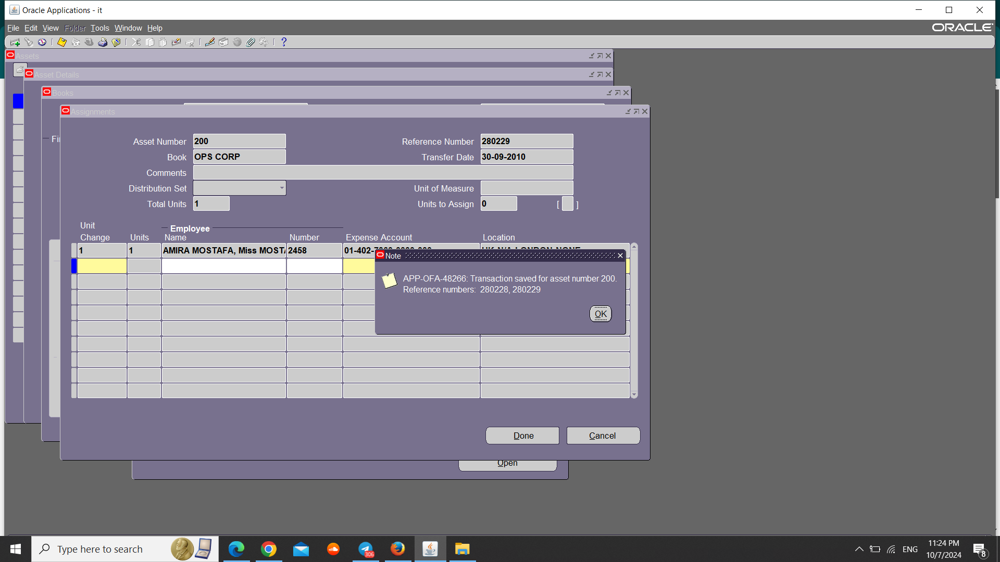 Oracle Applications - it
File Edit View Folder Tools Window Help
ORACLE
Assets
Asset Details
Books
Assignments
Asset Number 200 Reference Number 280229
Book OPS CORP Transfer Date 30-09-2010
Comments
Distribution Set Unit of Measure
Total Units 1 Units to Assign 0 [ ]
Unit
Employee
Change Units Name Number Expense Account Location
1 1 AMIRA MOSTAFA, Miss MOSTA 2458 01-402-
Note
APP-OFA-48266: Transaction saved for asset number 200.
Reference numbers: 280228, 280229
OK
Done Cancel
Open
Type here to search
306
ENG
11:24 PM
10/7/2024
8